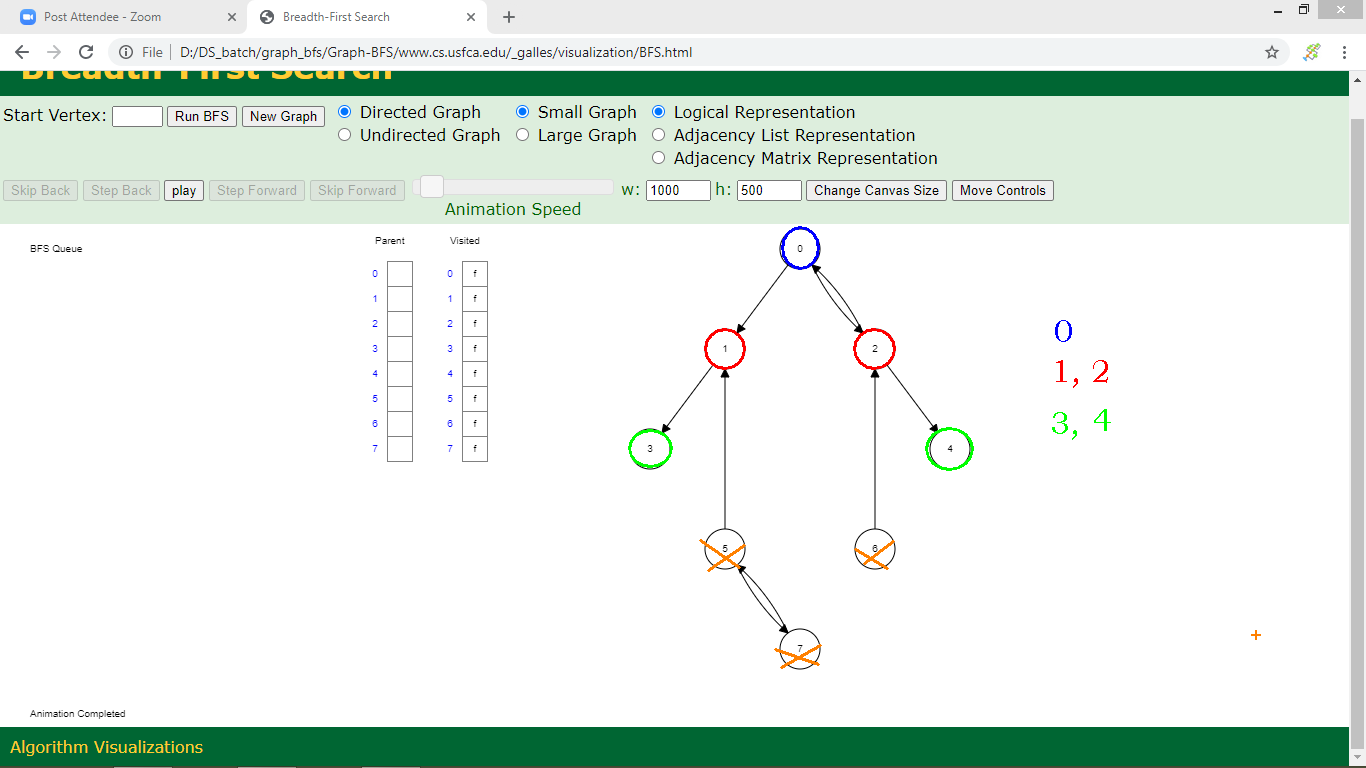 Post Attendee - Zoom
Breadth-First Search
File
D:/DS_batch/graph_bfs/Graph-BFS/www.cs.usfca.edu/_galles/visualization/BFS.html
Breadth-First Search
Start Vertex: Run BFS New Graph Directed Graph Small Graph Logical Representation
Undirected Graph Large Graph Adjacency List Representation
Adjacency Matrix Representation
Skip Back Step Back play Step Forward Skip Forward w: 1000 h: 500 Change Canvas Size Move Controls
Animation Speed
BFS Queue
Parent Visited
0 0 f
1 1 f
2 2 f
3 3 f
4 4 f
5 5 f
6 6 f
7 7 f
0
1 2
3 4
5 6
7
0
1, 2
3, 4
Animation Completed
Algorithm Visualizations